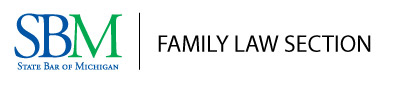 SBM
STATE BAR OF MICHIGAN
FAMILY LAW SECTION